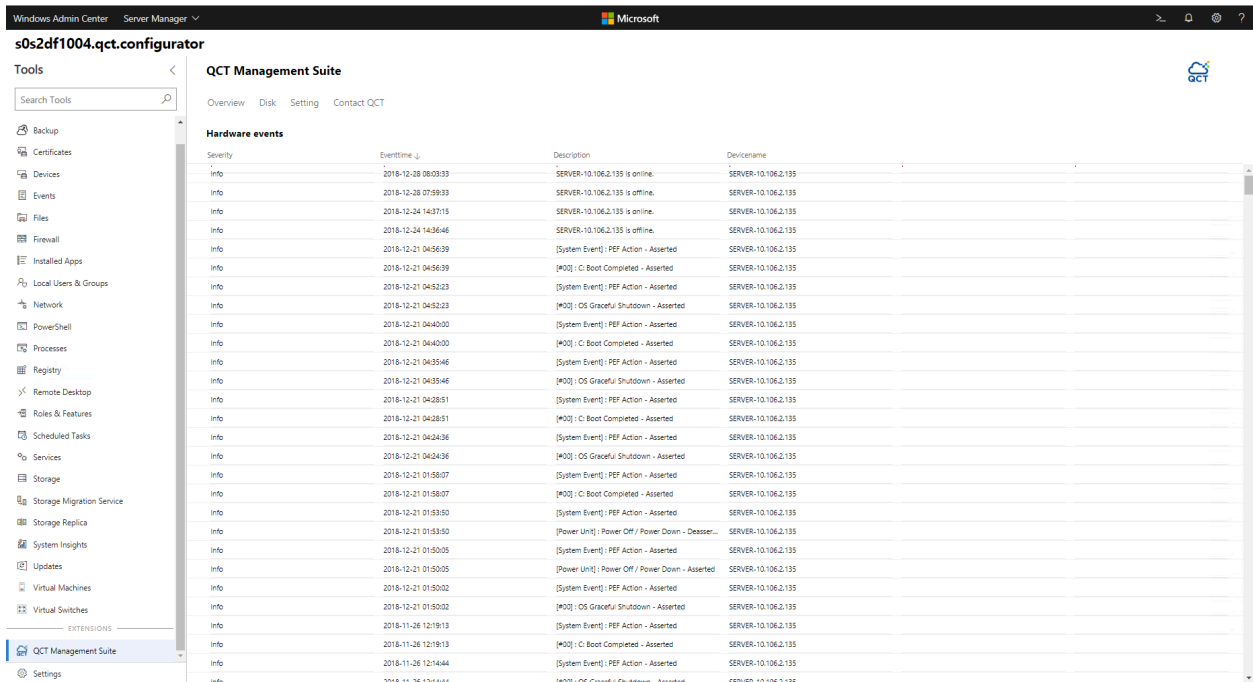 Windows Admin Center Server Manager Microsoft >_ ?
s0s2df1004.qct.configurator
Tools
QCT Management Suite
QCT
Search Tools
Overview Disk Setting Contact QCT
Hardware events
Severity Eventtime ↓ Description Devicename
Backup
Certificates
Devices
Events
Files
Firewall
Installed Apps
Local Users & Groups
Network
PowerShell
Processes
Registry
Remote Desktop
Roles & Features
Scheduled Tasks
Services
Storage
Storage Migration Service
Storage Replica
System Insights
Updates
Virtual Machines
Virtual Switches
EXTENSIONS
QCT Management Suite
Settings
Info 2018-12-28 08:03:33 SERVER-10.106.2.135 is online. SERVER-10.106.2.135
Info 2018-12-28 07:59:33 SERVER-10.106.2.135 is offline. SERVER-10.106.2.135
Info 2018-12-24 14:37:15 SERVER-10.106.2.135 is online. SERVER-10.106.2.135
Info 2018-12-24 14:36:46 SERVER-10.106.2.135 is offline. SERVER-10.106.2.135
Info 2018-12-21 04:56:39 [System Event] : PEF Action - Asserted SERVER-10.106.2.135
Info 2018-12-21 04:56:39 [#00] : C: Boot Completed - Asserted SERVER-10.106.2.135
Info 2018-12-21 04:52:23 [System Event] : PEF Action - Asserted SERVER-10.106.2.135
Info 2018-12-21 04:52:23 [#00] : OS Graceful Shutdown - Asserted SERVER-10.106.2.135
Info 2018-12-21 04:40:00 [System Event] : PEF Action - Asserted SERVER-10.106.2.135
Info 2018-12-21 04:40:00 [#00] : C: Boot Completed - Asserted SERVER-10.106.2.135
Info 2018-12-21 04:35:46 [System Event] : PEF Action - Asserted SERVER-10.106.2.135
Info 2018-12-21 04:35:46 [#00] : OS Graceful Shutdown - Asserted SERVER-10.106.2.135
Info 2018-12-21 04:28:51 [System Event] : PEF Action - Asserted SERVER-10.106.2.135
Info 2018-12-21 04:28:51 [#00] : C: Boot Completed - Asserted SERVER-10.106.2.135
Info 2018-12-21 04:24:36 [System Event] : PEF Action - Asserted SERVER-10.106.2.135
Info 2018-12-21 04:24:36 [#00] : OS Graceful Shutdown - Asserted SERVER-10.106.2.135
Info 2018-12-21 01:58:07 [System Event] : PEF Action - Asserted SERVER-10.106.2.135
Info 2018-12-21 01:58:07 [#00] : C: Boot Completed - Asserted SERVER-10.106.2.135
Info 2018-12-21 01:53:50 [System Event] : PEF Action - Asserted SERVER-10.106.2.135
Info 2018-12-21 01:53:50 [Power Unit] : Power Off / Power Down - Deasser... SERVER-10.106.2.135
Info 2018-12-21 01:50:05 [System Event] : PEF Action - Asserted SERVER-10.106.2.135
Info 2018-12-21 01:50:05 [Power Unit] : Power Off / Power Down - Asserted SERVER-10.106.2.135
Info 2018-12-21 01:50:02 [System Event] : PEF Action - Asserted SERVER-10.106.2.135
Info 2018-12-21 01:50:02 [#00] : OS Graceful Shutdown - Asserted SERVER-10.106.2.135
Info 2018-11-26 12:19:13 [System Event] : PEF Action - Asserted SERVER-10.106.2.135
Info 2018-11-26 12:19:13 [#00] : C: Boot Completed - Asserted SERVER-10.106.2.135
Info 2018-11-26 12:14:44 [System Event] : PEF Action - Asserted SERVER-10.106.2.135
Info 2018-11-26 12:14:44 [#00] : OS Graceful Shutdown - Asserted SERVER-10.106.2.135